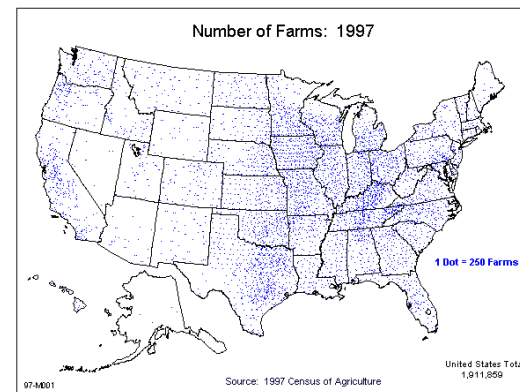 Number of Farms: 1997
1 Dot = 250 Farms
United States Total
1,911,859
97-M001
Source: 1997 Census of Agriculture